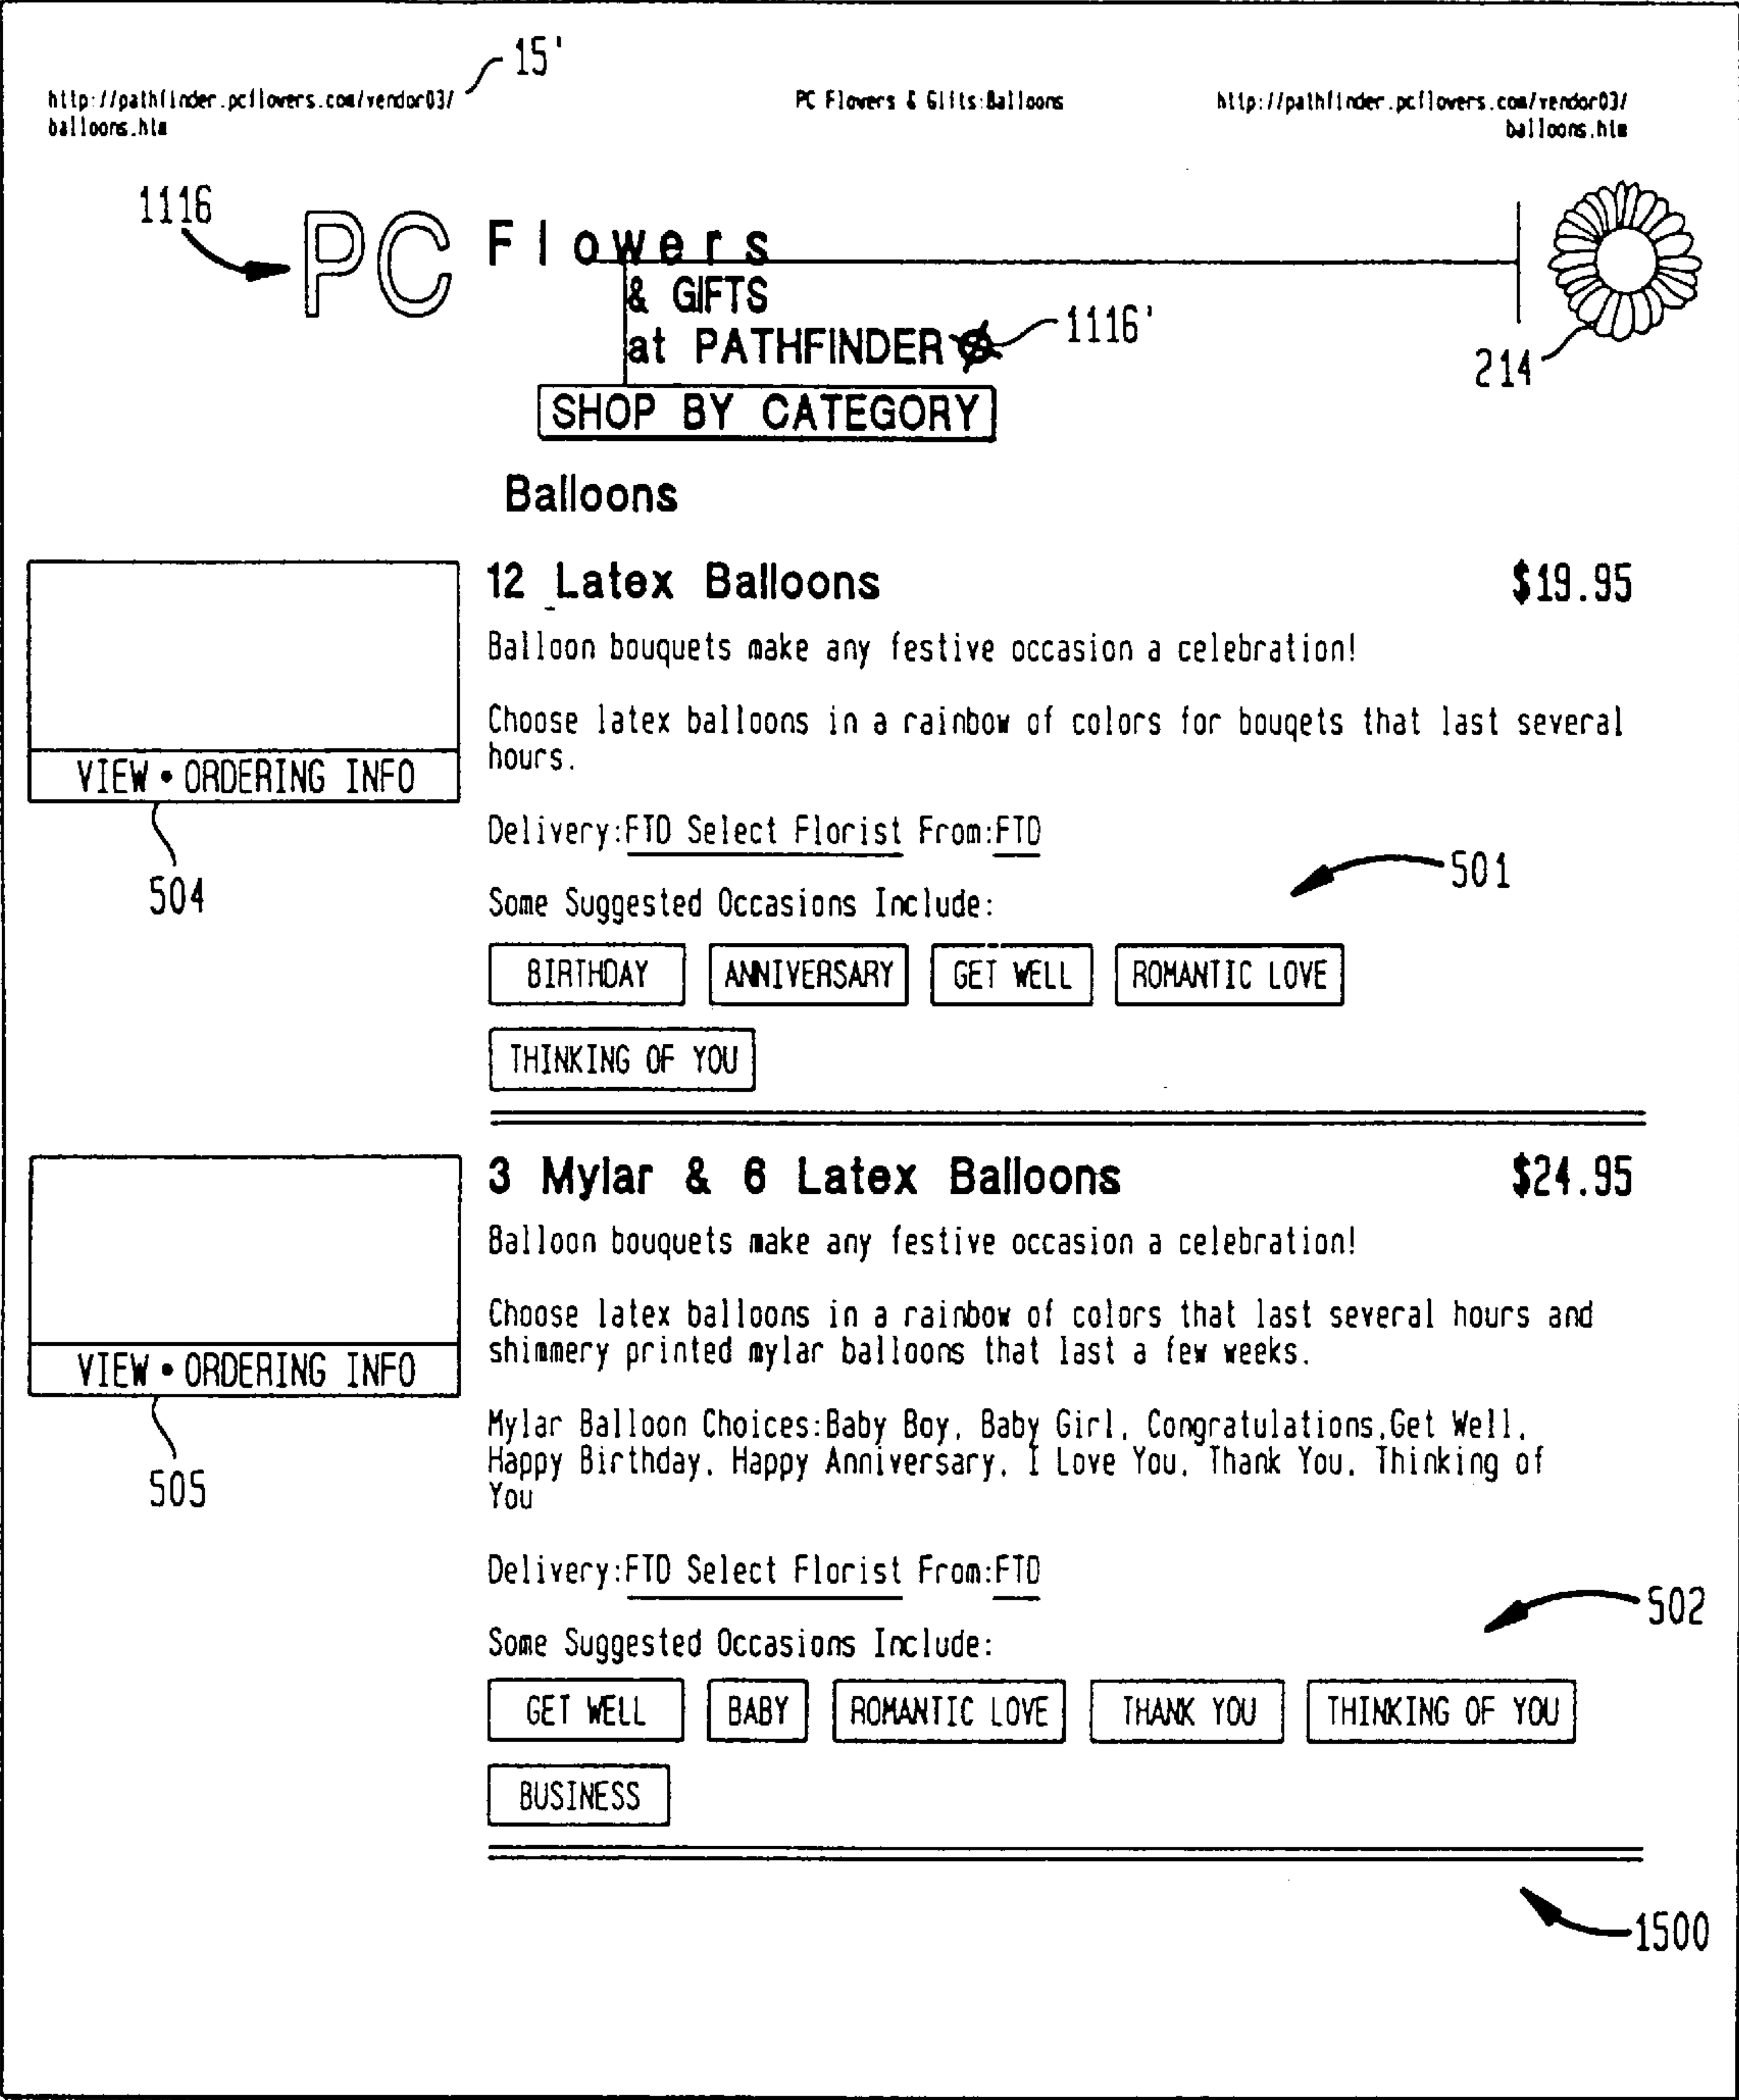 15'
http://pathfinder.pcflowers.com/vendor03/
balloons.htm
PC Flowers & Gifts:Balloons
http://pathfinder.pcflowers.com/vendor03/
balloons.htm
1116
PC Flowers
& GIFTS
at PATHFINDER
1116'
214
SHOP BY CATEGORY
Balloons
12 Latex Balloons $19.95
Balloon bouquets make any festive occasion a celebration!
Choose latex balloons in a rainbow of colors for bouqets that last several
hours.
VIEW • ORDERING INFO
504
Delivery:FTD Select Florist From:FTD
501
Some Suggested Occasions Include:
BIRTHDAY ANNIVERSARY GET WELL ROMANTIC LOVE
THINKING OF YOU
3 Mylar & 6 Latex Balloons $24.95
Balloon bouquets make any festive occasion a celebration!
Choose latex balloons in a rainbow of colors that last several hours and
shimmery printed mylar balloons that last a few weeks.
VIEW • ORDERING INFO
505
Mylar Balloon Choices:Baby Boy, Baby Girl, Congratulations,Get Well,
Happy Birthday, Happy Anniversary, I Love You, Thank You, Thinking of
You
Delivery:FTD Select Florist From:FTD
502
Some Suggested Occasions Include:
GET WELL BABY ROMANTIC LOVE THANK YOU THINKING OF YOU
BUSINESS
1500